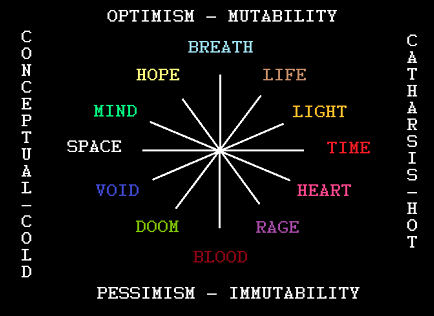 OPTIMISM – MUTABILITY
BREATH
HOPE
LIFE
MIND
LIGHT
SPACE
TIME
VOID
HEART
DOOM
RAGE
BLOOD
CONCEPTUAL–COLD
CATHARSIS–HOT
PESSIMISM – IMMUTABILITY